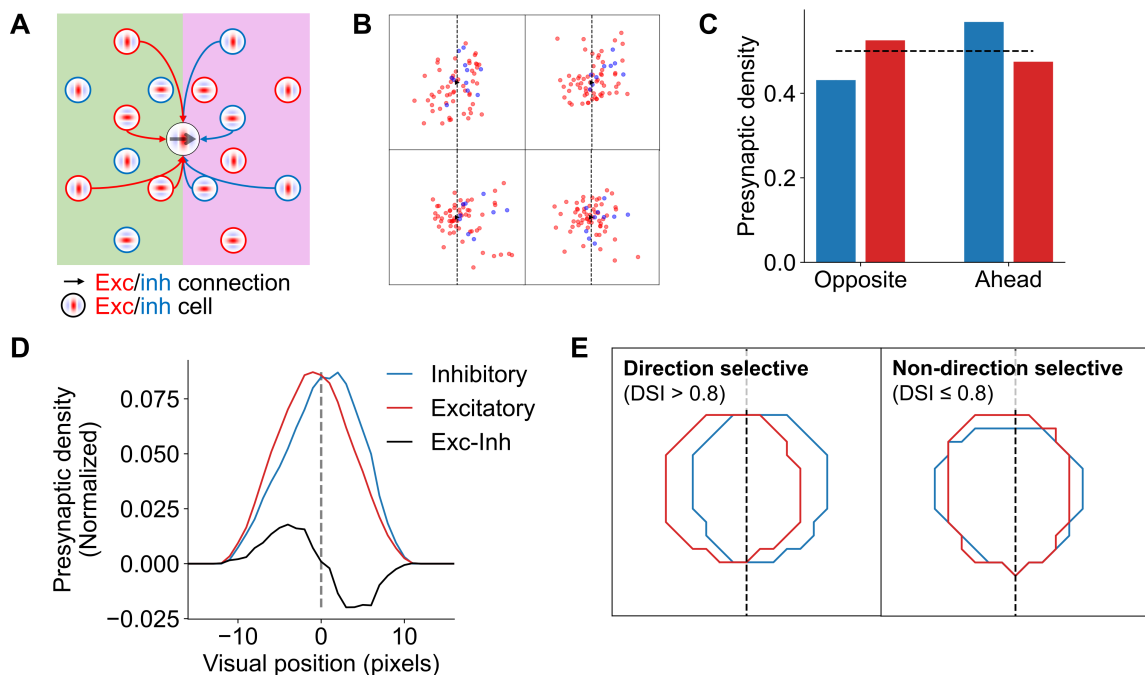 A
Exc/inh connection
Exc/inh cell
B
C
Presynaptic density
0.4
0.2
0.0
Opposite
Ahead
D
Presynaptic density
(Normalized)
0.075
0.050
0.025
0.000
−0.025
−10
0
10
Visual position (pixels)
Inhibitory
Excitatory
Exc-Inh
E
Direction selective
(DSI > 0.8)
Non-direction selective
(DSI ≤ 0.8)